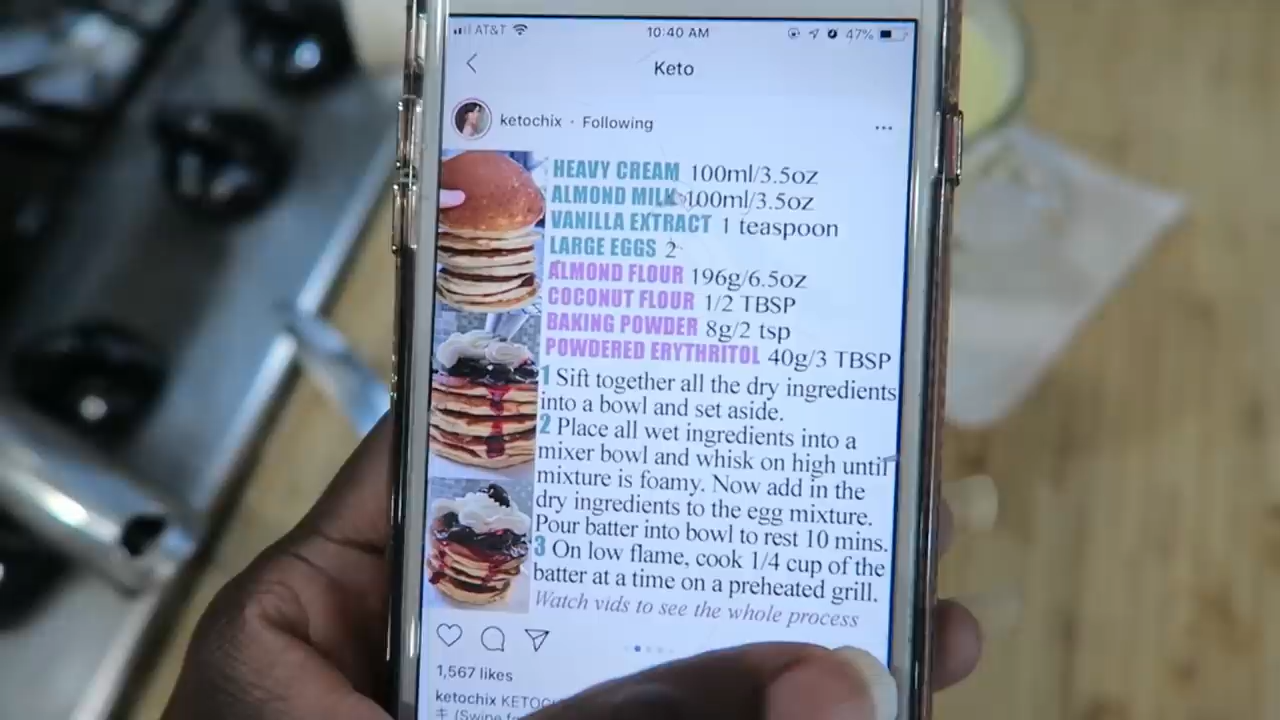 AT&T 10:40 AM 47%
Keto
ketochix · Following
HEAVY CREAM 100ml/3.5oz
ALMOND MILK 100ml/3.5oz
VANILLA EXTRACT 1 teaspoon
LARGE EGGS 2
ALMOND FLOUR 196g/6.5oz
COCONUT FLOUR 1/2 TBSP
BAKING POWDER 8g/2 tsp
POWDERED ERYTHRITOL 40g/3 TBSP
1 Sift together all the dry ingredients
into a bowl and set aside.
2 Place all wet ingredients into a
mixer bowl and whisk on high until
mixture is foamy. Now add in the
dry ingredients to the egg mixture.
Pour batter into bowl to rest 10 mins.
3 On low flame, cook 1/4 cup of the
batter at a time on a preheated grill.
Watch vids to see the whole process
1,567 likes
ketochix